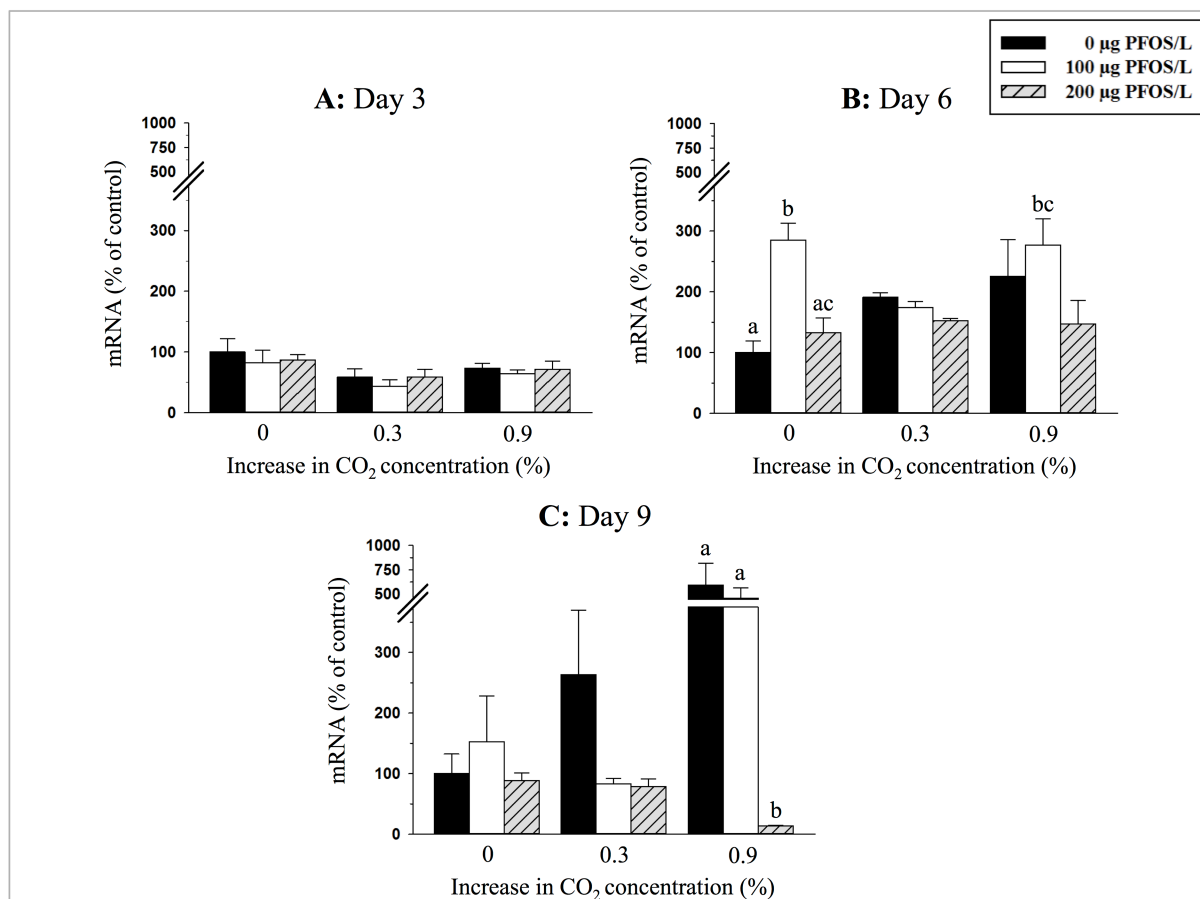 0 µg PFOS/L
100 µg PFOS/L
200 µg PFOS/L
A: Day 3
mRNA (% of control)
1000
750
500
300
200
100
0
0 0.3 0.9
Increase in CO₂ concentration (%)
B: Day 6
mRNA (% of control)
1000
750
500
300
200
100
0
a b ac bc
0 0.3 0.9
Increase in CO₂ concentration (%)
C: Day 9
mRNA (% of control)
1000
750
500
300
200
100
0
a a b
0 0.3 0.9
Increase in CO₂ concentration (%)